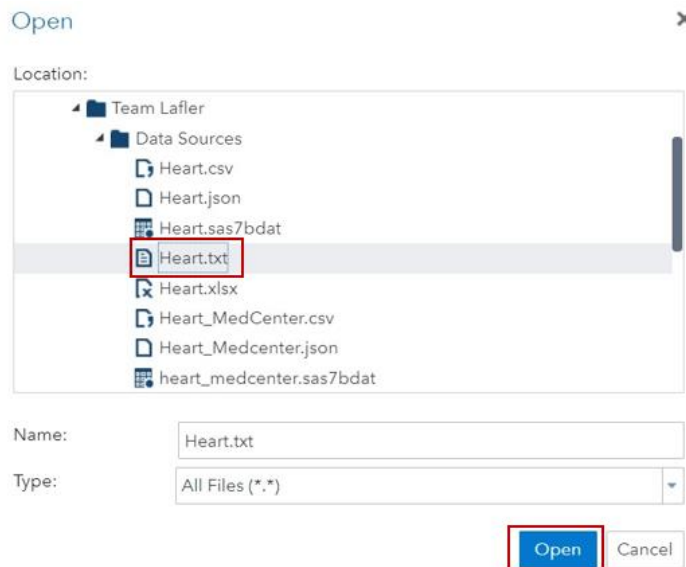 Open
Location:
Team Lafler
Data Sources
Heart.csv
Heart.json
Heart.sas7bdat
Heart.txt
Heart.xlsx
Heart_MedCenter.csv
Heart_Medcenter.json
heart_medcenter.sas7bdat
Name: Heart.txt
Type: All Files (*.*)
Open Cancel